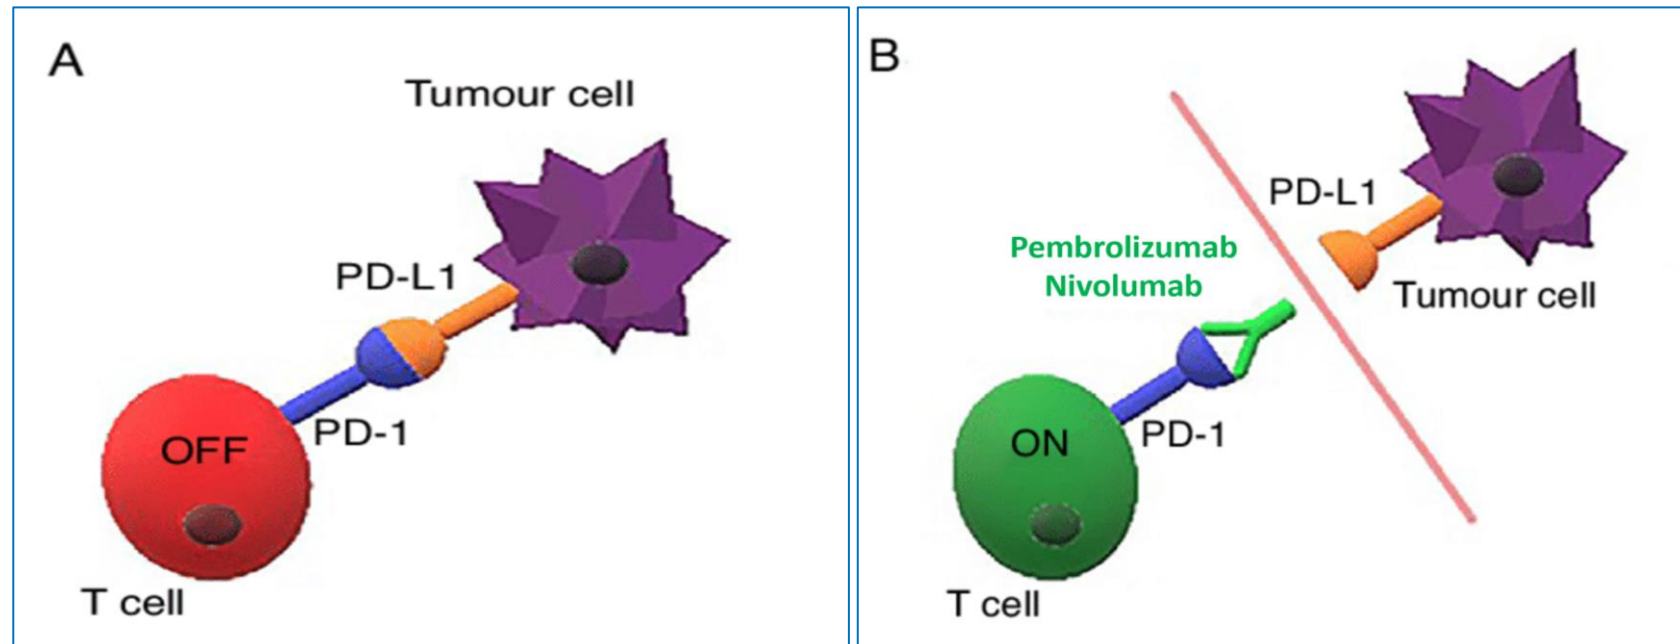 A
Tumour cell
PD-L1
PD-1
OFF
T cell
B
PD-L1
Pembrolizumab
Nivolumab
Tumour cell
PD-1
ON
T cell